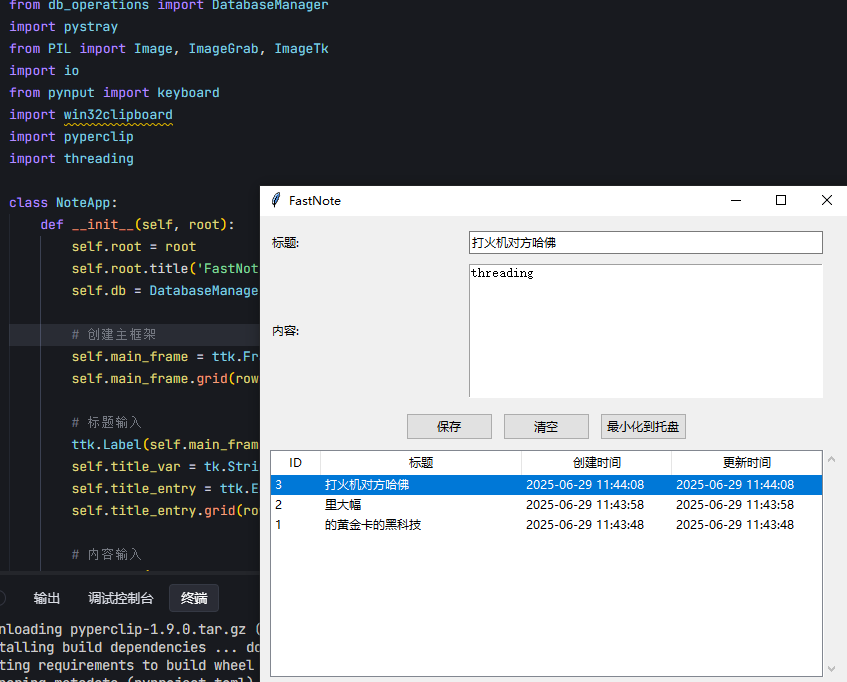 from db_operations import DatabaseManager
import pystray
from PIL import Image, ImageGrab, ImageTk
import io
from pynput import keyboard
import win32clipboard
import pyperclip
import threading
class NoteApp:
def __init__(self, root):
self.root = root
self.root.title('FastNot
self.db = DatabaseManage
# 创建主框架
self.main_frame = ttk.Fr
self.main_frame.grid(row
# 标题输入
ttk.Label(self.main_fram
self.title_var = tk.Stri
self.title_entry = ttk.E
self.title_entry.grid(ro
# 内容输入
输出 调试控制台 终端
nloading pyperclip-1.9.0.tar.gz (
talling build dependencies ... do
ting requirements to build wheel
FastNote
标题: 打火机对方哈佛
threading
内容:
保存 清空 最小化到托盘
ID 标题 创建时间 更新时间
3 打火机对方哈佛 2025-06-29 11:44:08 2025-06-29 11:44:08
2 里大幅 2025-06-29 11:43:58 2025-06-29 11:43:58
1 的黄金卡的黑科技 2025-06-29 11:43:48 2025-06-29 11:43:48